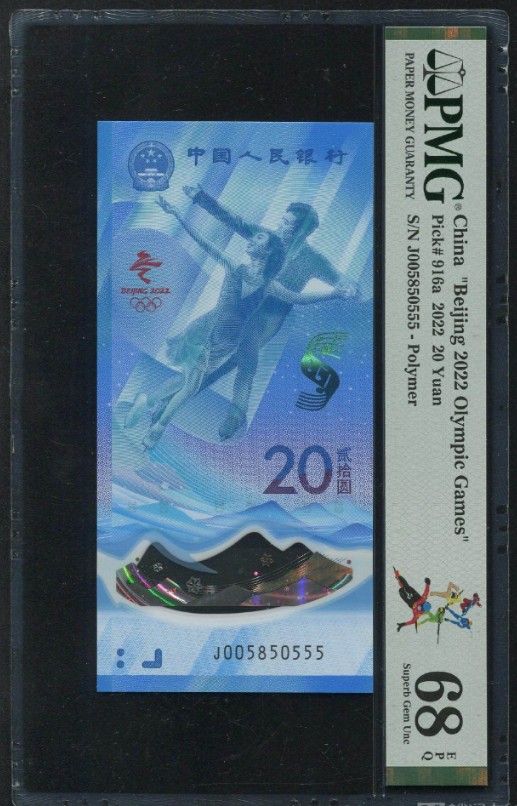 中国人民银行
BEIJING 2022
20
贰拾圆
J005850555
PMG®
PAPER MONEY GUARANTY
China "Beijing 2022 Olympic Games"
Pick# 916a 2022 20 Yuan
S/N J005850555 - Polymer
68 EPQ
Superb Gem Unc